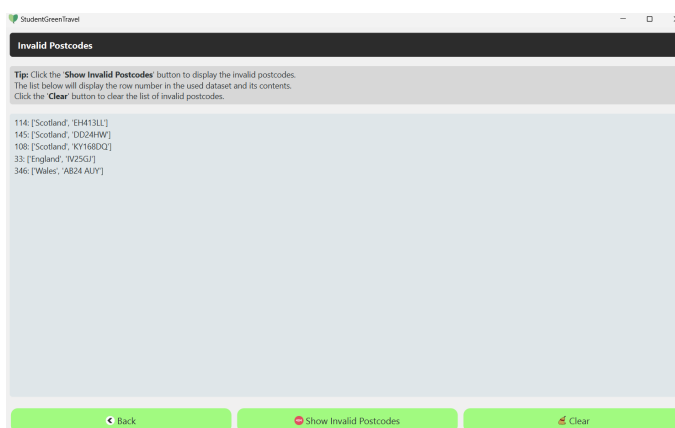 StudentGreenTravel
Invalid Postcodes
Tip: Click the 'Show Invalid Postcodes' button to display the invalid postcodes.
The list below will display the row number in the used dataset and its contents.
Click the 'Clear' button to clear the list of invalid postcodes.
114: ['Scotland', 'EH413LL']
145: ['Scotland', 'DD24HW']
108: ['Scotland', 'KY168DQ']
33: ['England', 'IV25GJ']
346: ['Wales', 'AB24 AUY']
Back
Show Invalid Postcodes
Clear